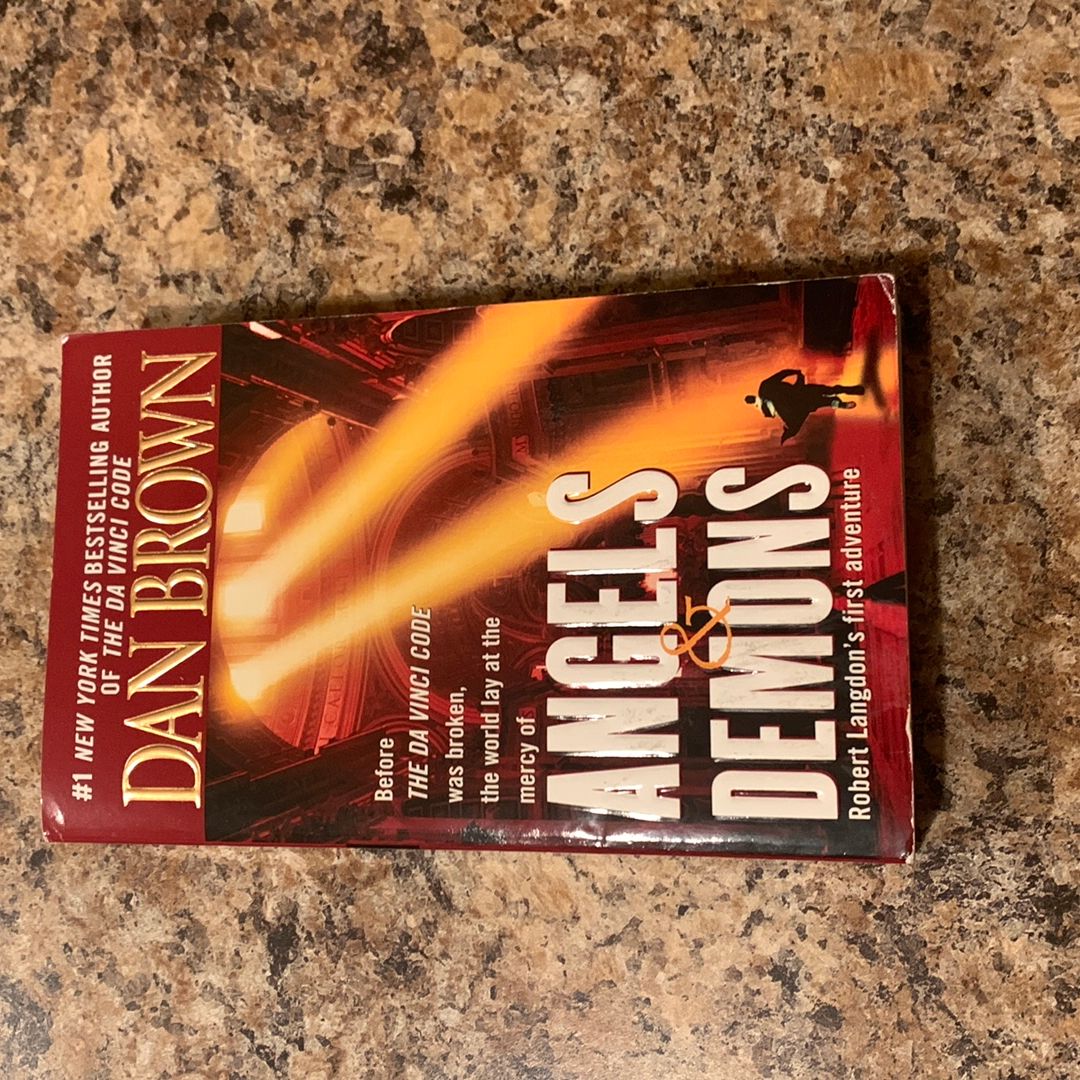 #1 NEW YORK TIMES BESTSELLING AUTHOR
OF THE DA VINCI CODE
DAN BROWN
Before
THE DA VINCI CODE
was broken,
the world lay at the
mercy of
ANGELS
&
DEMONS
Robert Langdon's first adventure